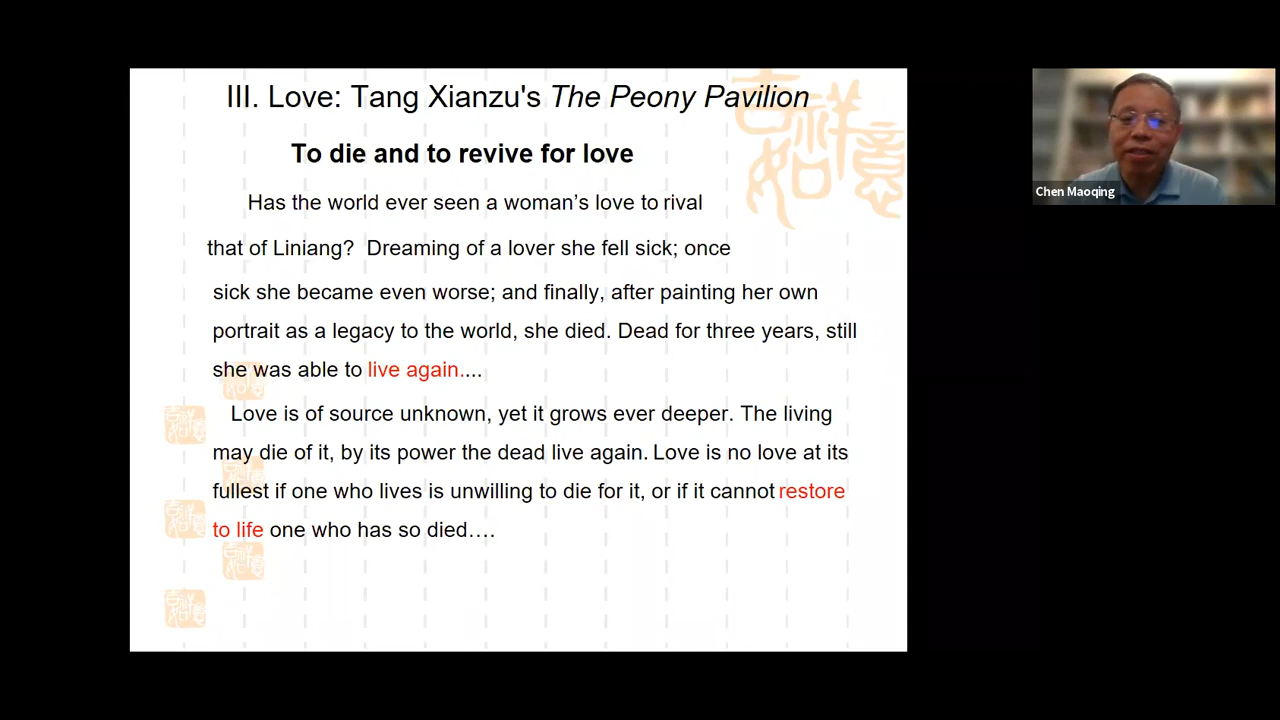 III. Love: Tang Xianzu's The Peony Pavilion
To die and to revive for love
Has the world ever seen a woman’s love to rival
that of Liniang? Dreaming of a lover she fell sick; once
sick she became even worse; and finally, after painting her own
portrait as a legacy to the world, she died. Dead for three years, still
she was able to live again....
Love is of source unknown, yet it grows ever deeper. The living
may die of it, by its power the dead live again. Love is no love at its
fullest if one who lives is unwilling to die for it, or if it cannot restore
to life one who has so died….
吉祥
如意
Chen Maoqing